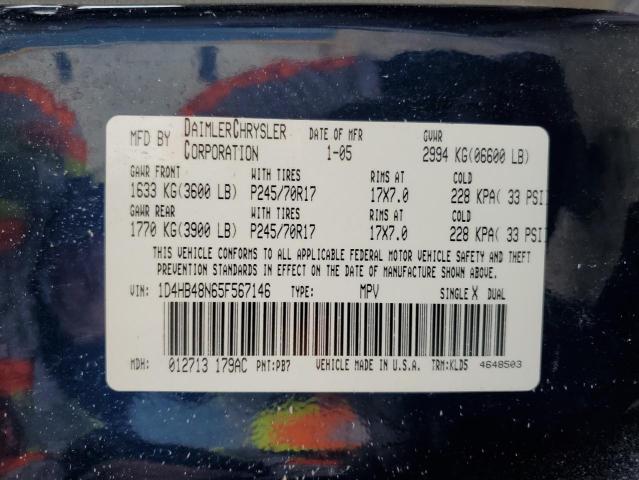 MFD BY DAIMLERCHRYSLER CORPORATION DATE OF MFR 1-05 GVWR 2994 KG(06600 LB)
GAWR FRONT WITH TIRES RIMS AT COLD
1633 KG(3600 LB) P245/70R17 17X7.0 228 KPA( 33 PSI)
GAWR REAR WITH TIRES RIMS AT COLD
1770 KG(3900 LB) P245/70R17 17X7.0 228 KPA( 33 PSI)
THIS VEHICLE CONFORMS TO ALL APPLICABLE FEDERAL MOTOR VEHICLE SAFETY AND THEFT
PREVENTION STANDARDS IN EFFECT ON THE DATE OF MANUFACTURE SHOWN ABOVE.
VIN: 1D4HB48N65F567146 TYPE: MPV SINGLE X DUAL
MDH: 012713 179AC PNT:PB7 VEHICLE MADE IN U.S.A. TRM:KLD5 4648503